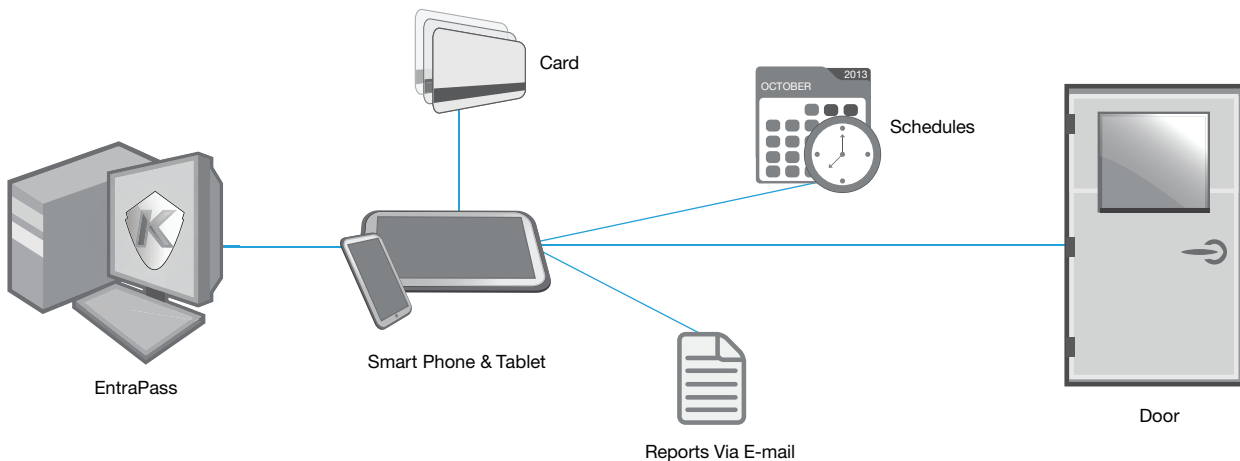 Card
2013
OCTOBER
Schedules
K
Smart Phone & Tablet
EntraPass
Door
Reports Via E-mail